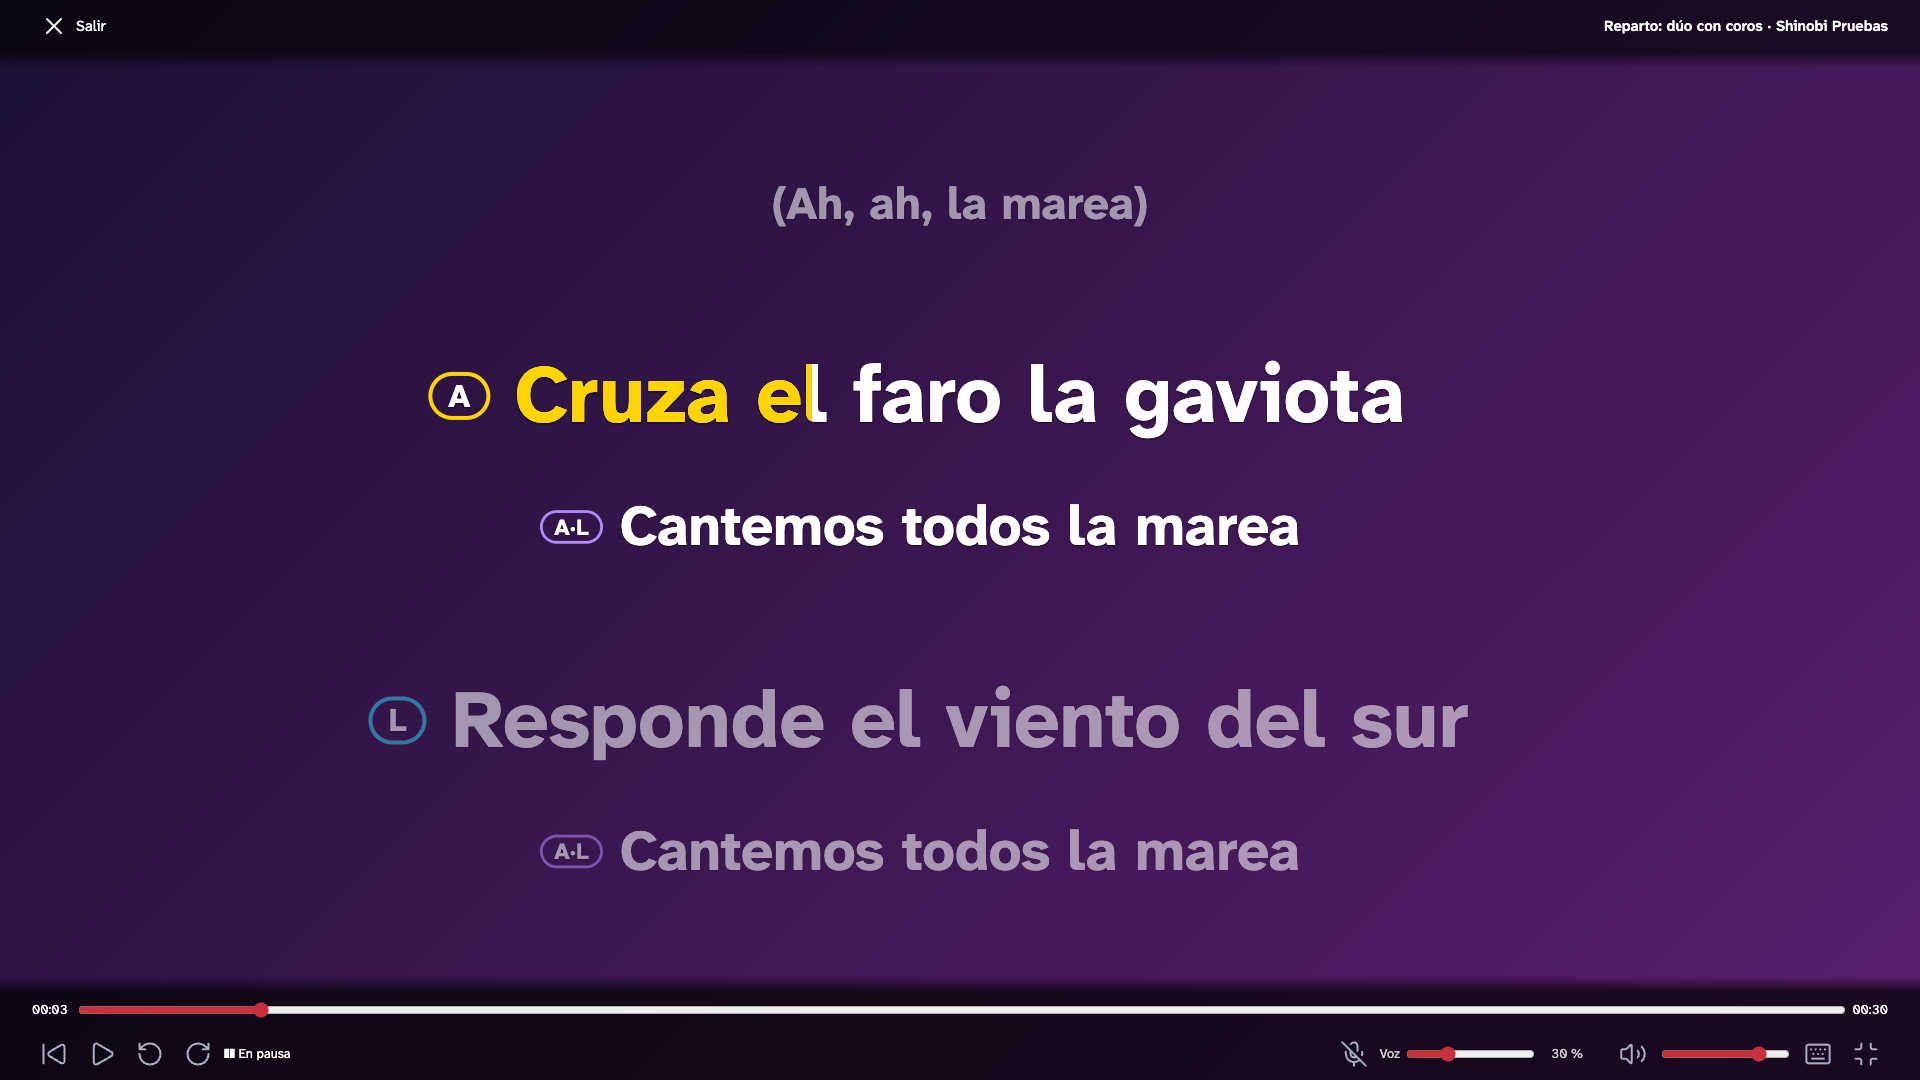 Salir
Reparto: dúo con coros · Shinobi Pruebas
(Ah, ah, la marea)
A Cruza el faro la gaviota
A·L Cantemos todos la marea
L Responde el viento del sur
A·L Cantemos todos la marea
00:03 00:30
En pausa
Voz 30 %